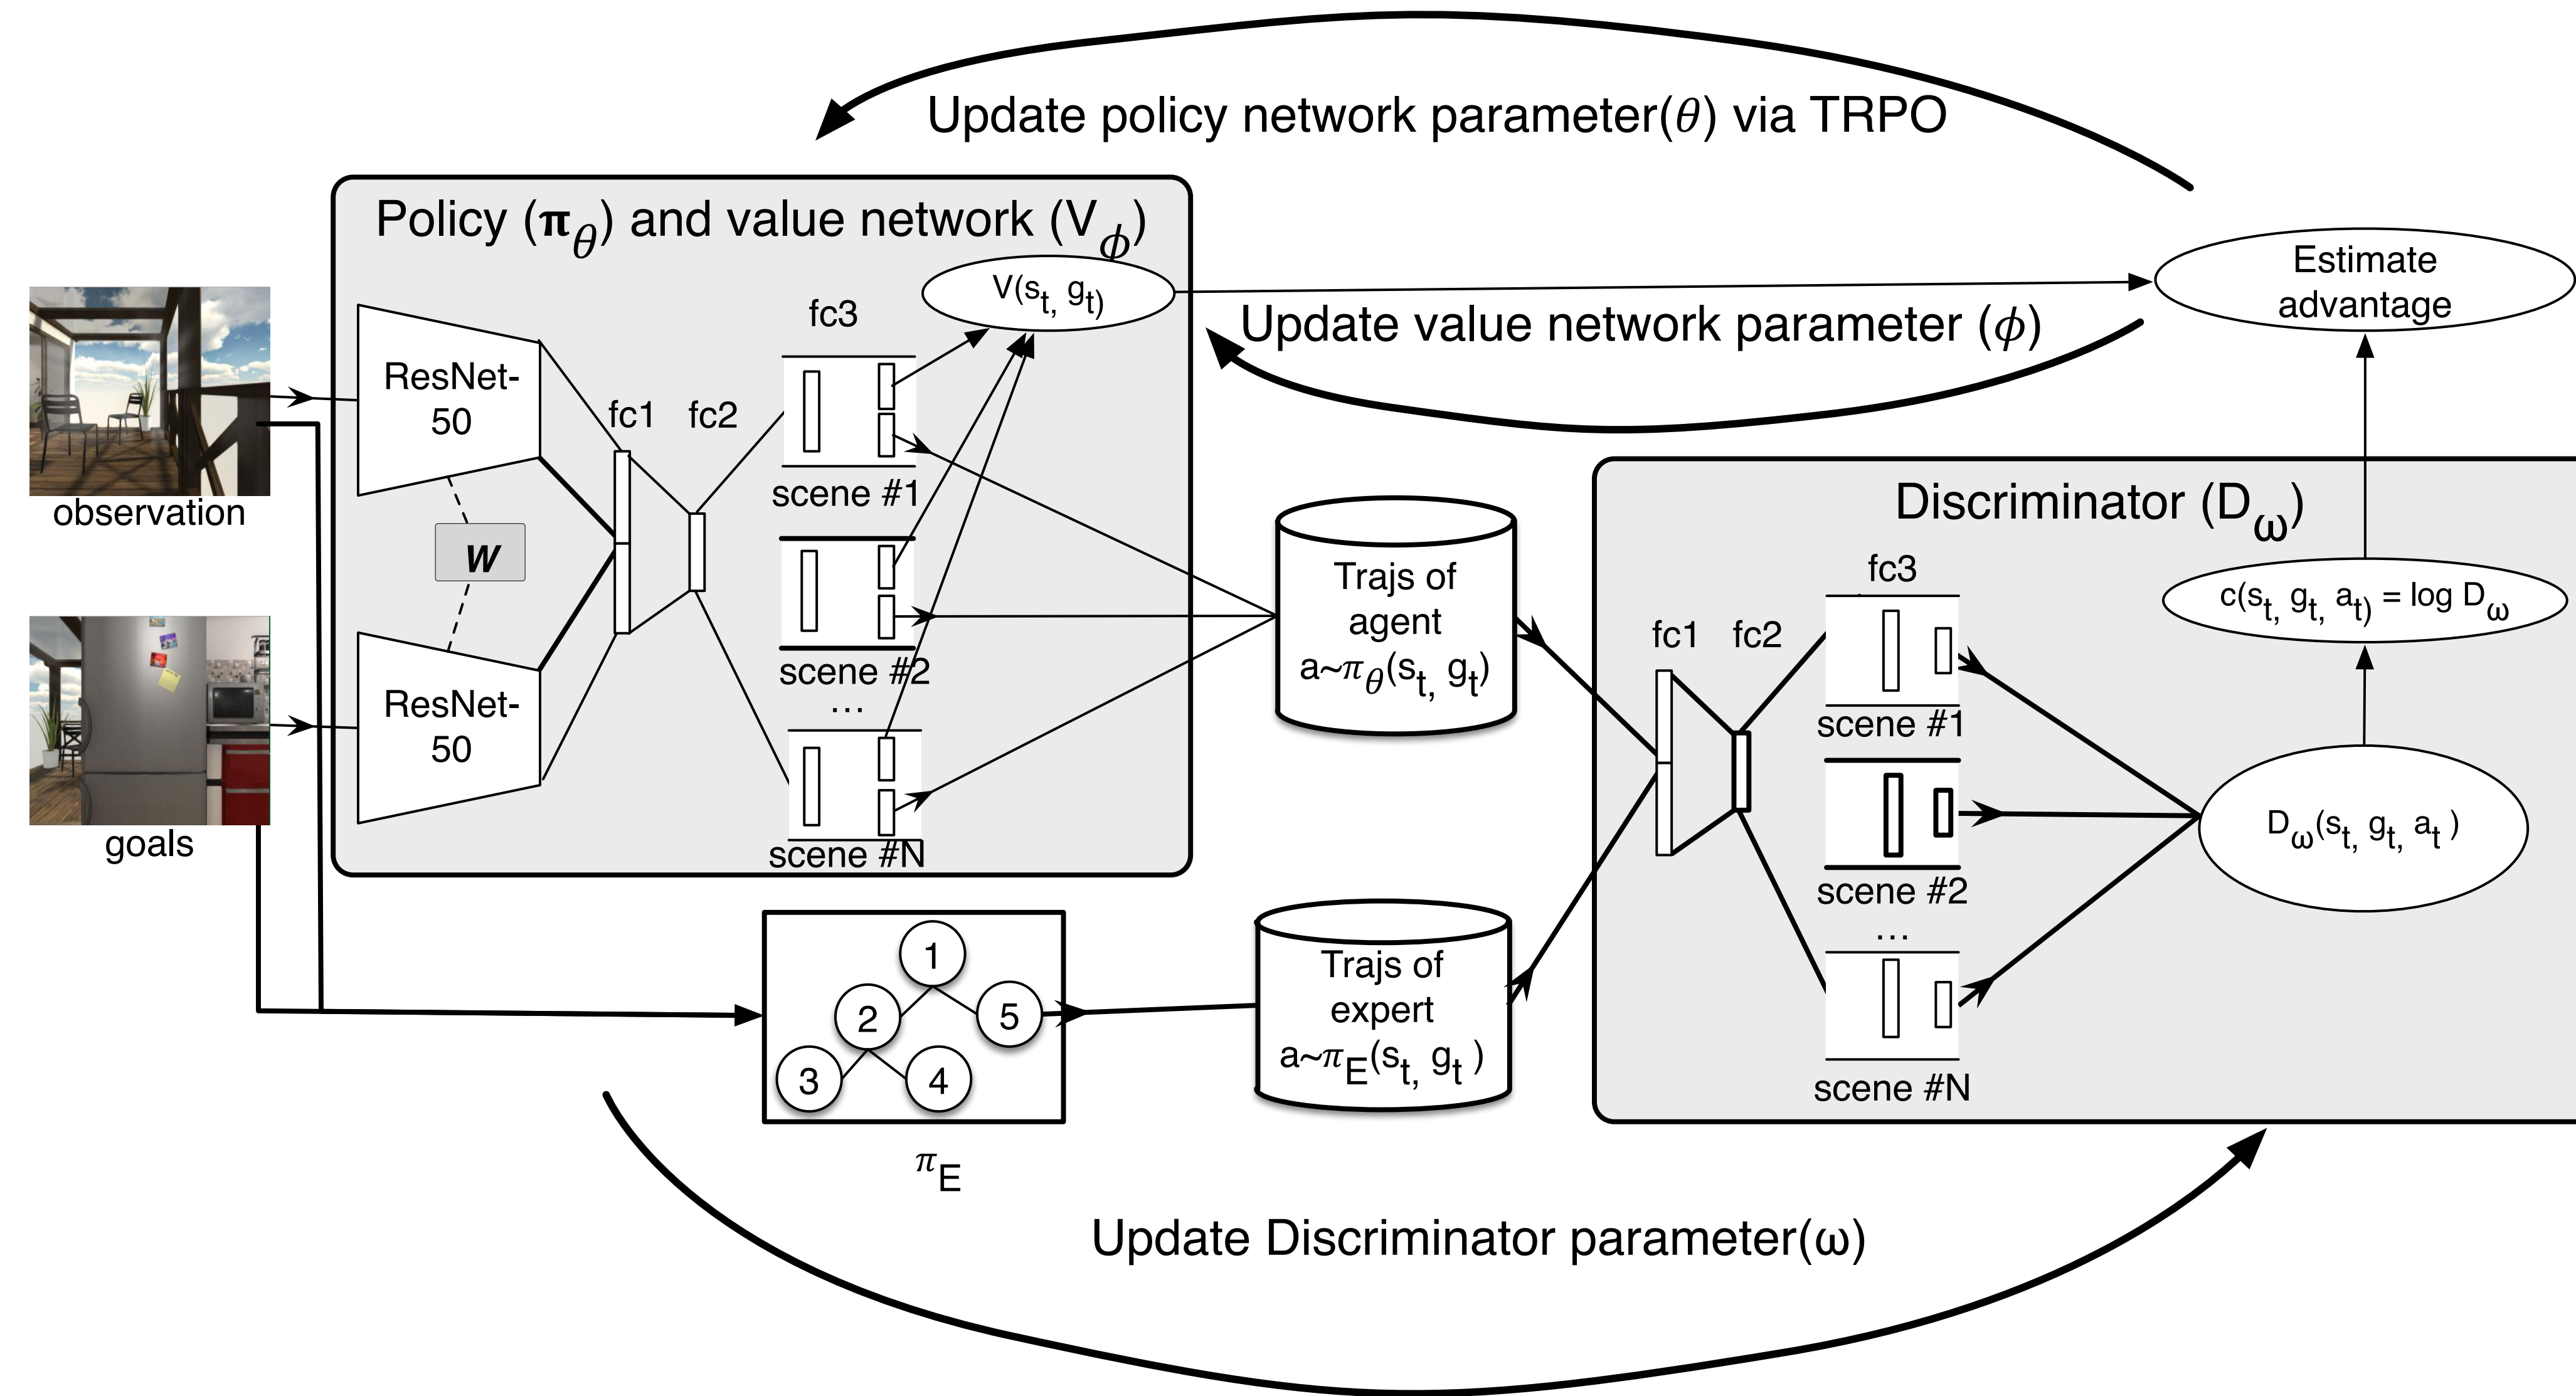 Update policy network parameter(θ) via TRPO
Policy (πθ) and value network (Vϕ)
V(st, gt)
Estimate
advantage
Update value network parameter (ϕ)
fc3
ResNet-
50
fc1
fc2
scene #1
observation
W
scene #2
...
ResNet-
50
goals
scene #N
Trajs of
agent
a~πθ(st, gt)
Discriminator (Dω)
fc3
c(st, gt, at) = log Dω
fc1
fc2
scene #1
scene #2
...
scene #N
Dω(st, gt, at )
1
2
5
3
4
πE
Trajs of
expert
a~πE(st, gt )
Update Discriminator parameter(ω)